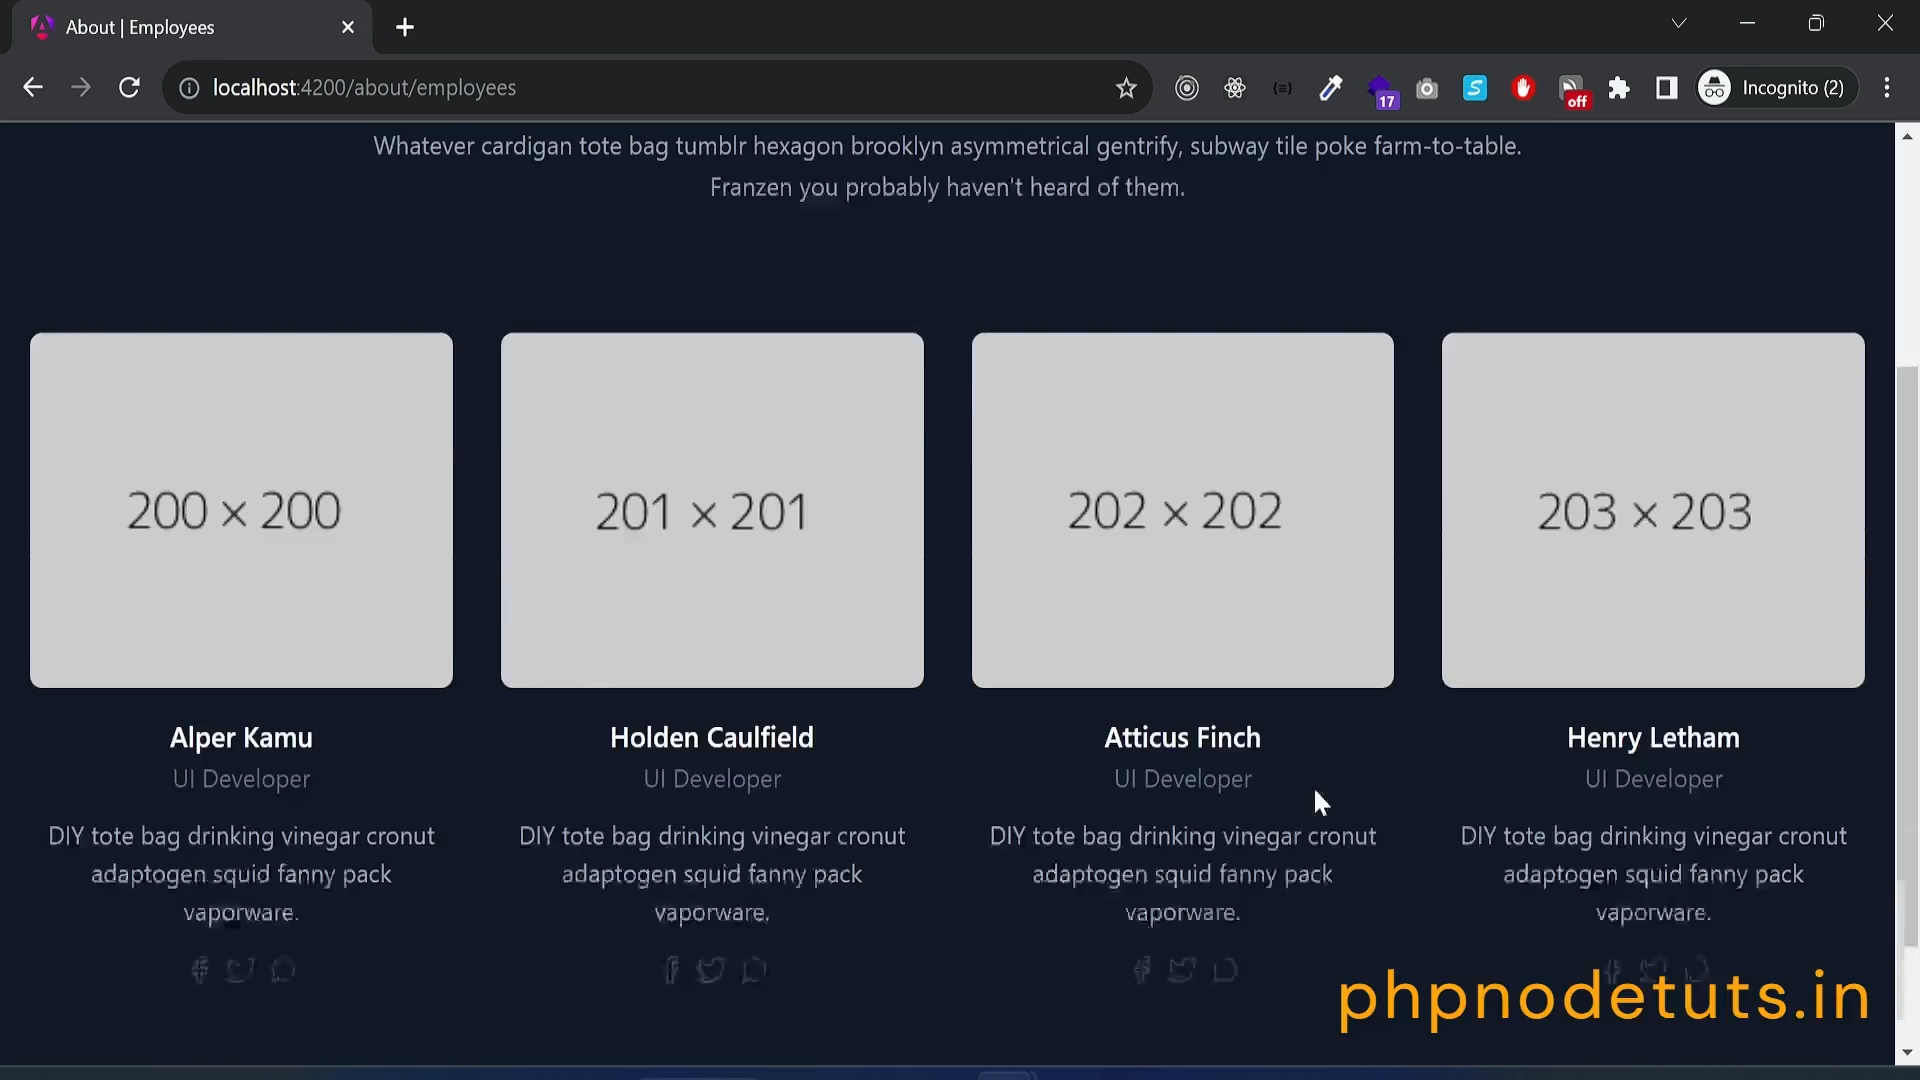 About | Employees
localhost:4200/about/employees
17
off
Incognito (2)
Whatever cardigan tote bag tumblr hexagon brooklyn asymmetrical gentrify, subway tile poke farm-to-table.
Franzen you probably haven't heard of them.
200 × 200
201 × 201
202 × 202
203 × 203
Alper Kamu
UI Developer
DIY tote bag drinking vinegar cronut
adaptogen squid fanny pack
vaporware.
Holden Caulfield
UI Developer
DIY tote bag drinking vinegar cronut
adaptogen squid fanny pack
vaporware.
Atticus Finch
UI Developer
DIY tote bag drinking vinegar cronut
adaptogen squid fanny pack
vaporware.
Henry Letham
UI Developer
DIY tote bag drinking vinegar cronut
adaptogen squid fanny pack
vaporware.
phpnodetuts.in